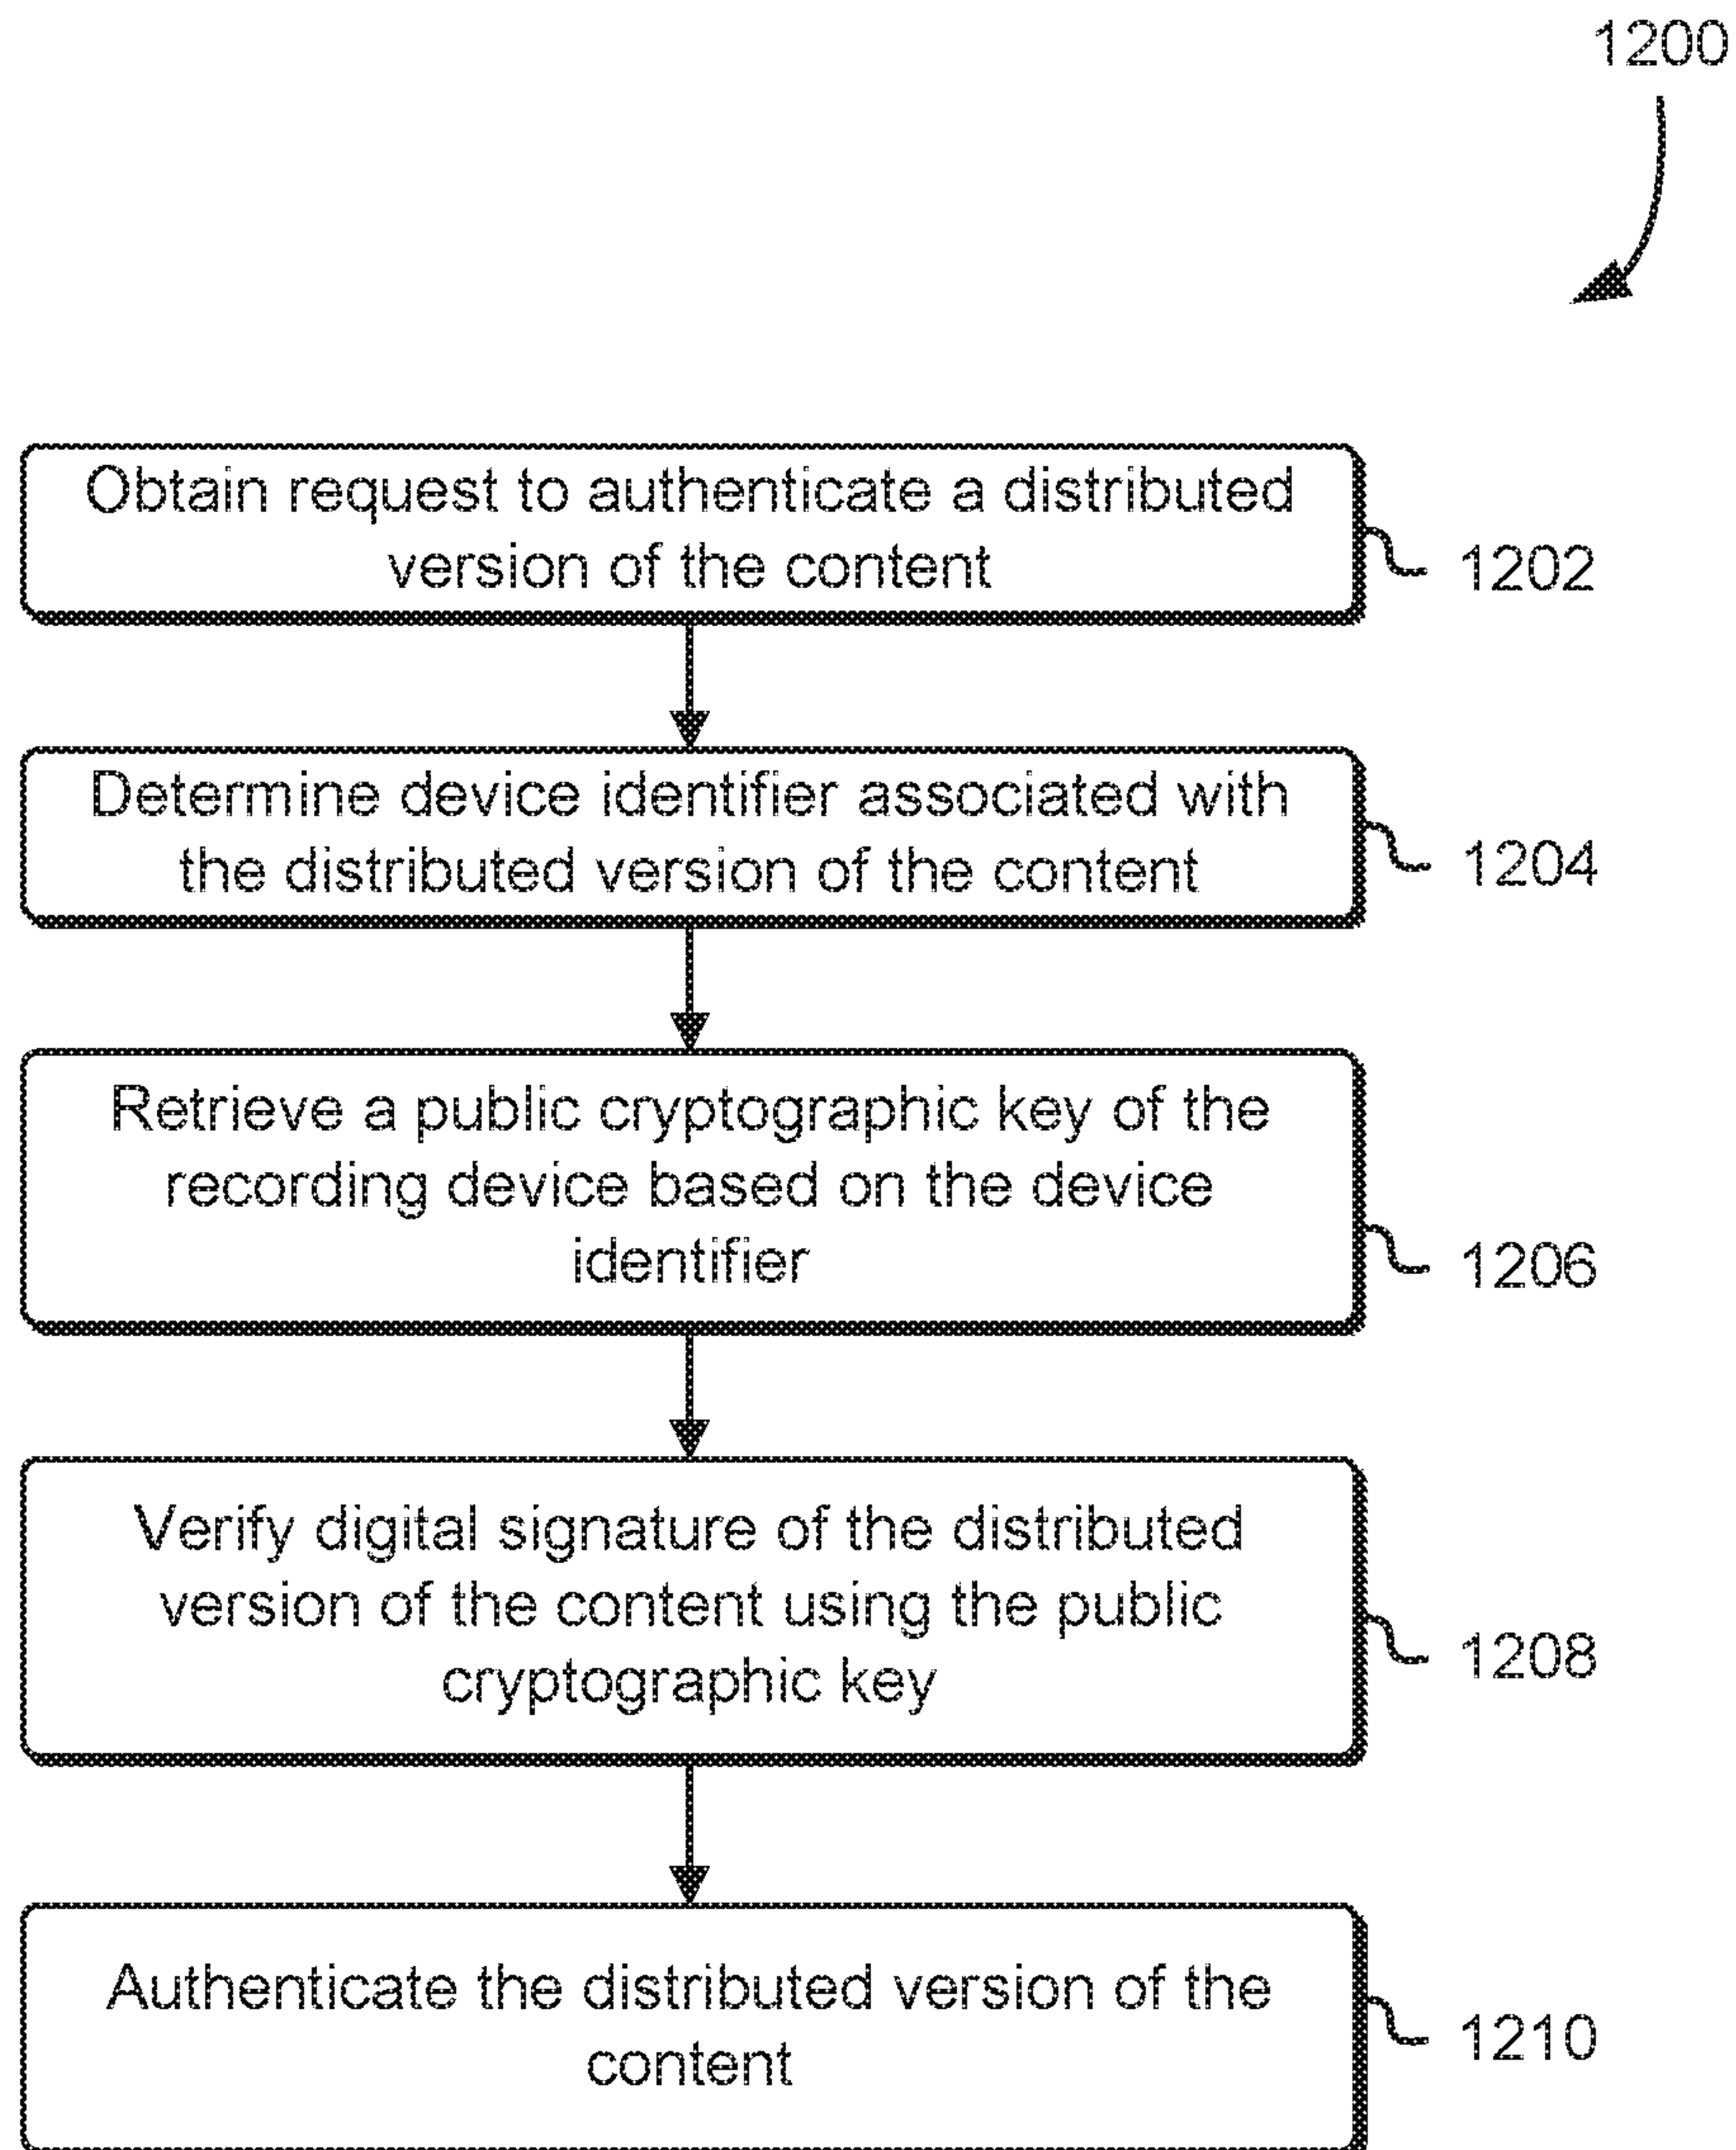 1200
Obtain request to authenticate a distributed
version of the content
1202
Determine device identifier associated with
the distributed version of the content
1204
Retrieve a public cryptographic key of the
recording device based on the device
identifier
1206
Verify digital signature of the distributed
version of the content using the public
cryptographic key
1208
Authenticate the distributed version of the
content
1210